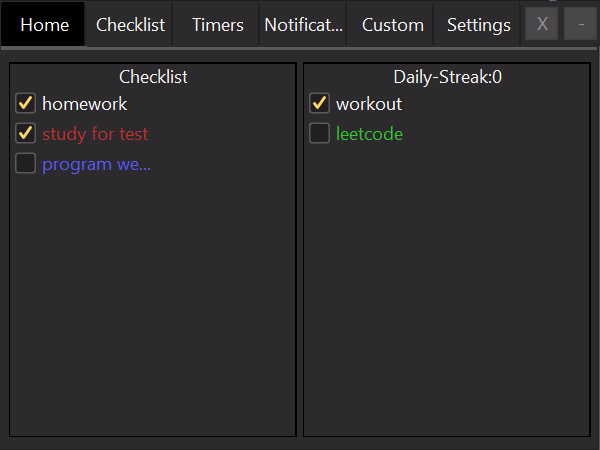 Home Checklist Timers Notificat... Custom Settings X -
Checklist
homework
study for test
program we...
Daily-Streak:0
workout
leetcode